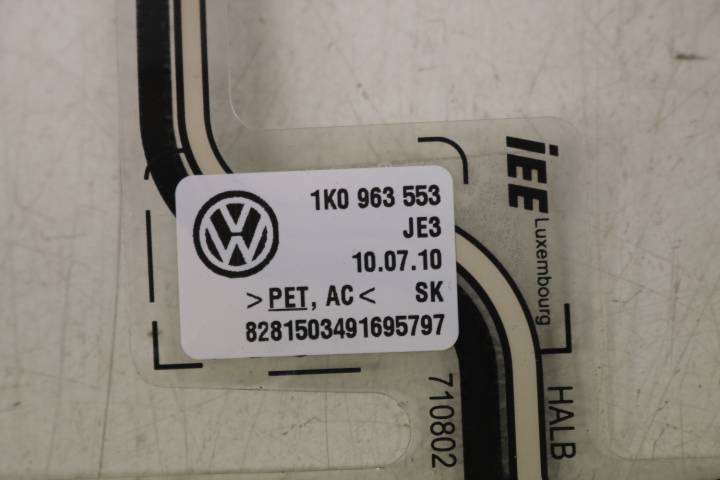 1K0 963 553
JE3
10.07.10
>PET, AC< SK
8281503491695797
iEE
Luxembourg
710802
HALB